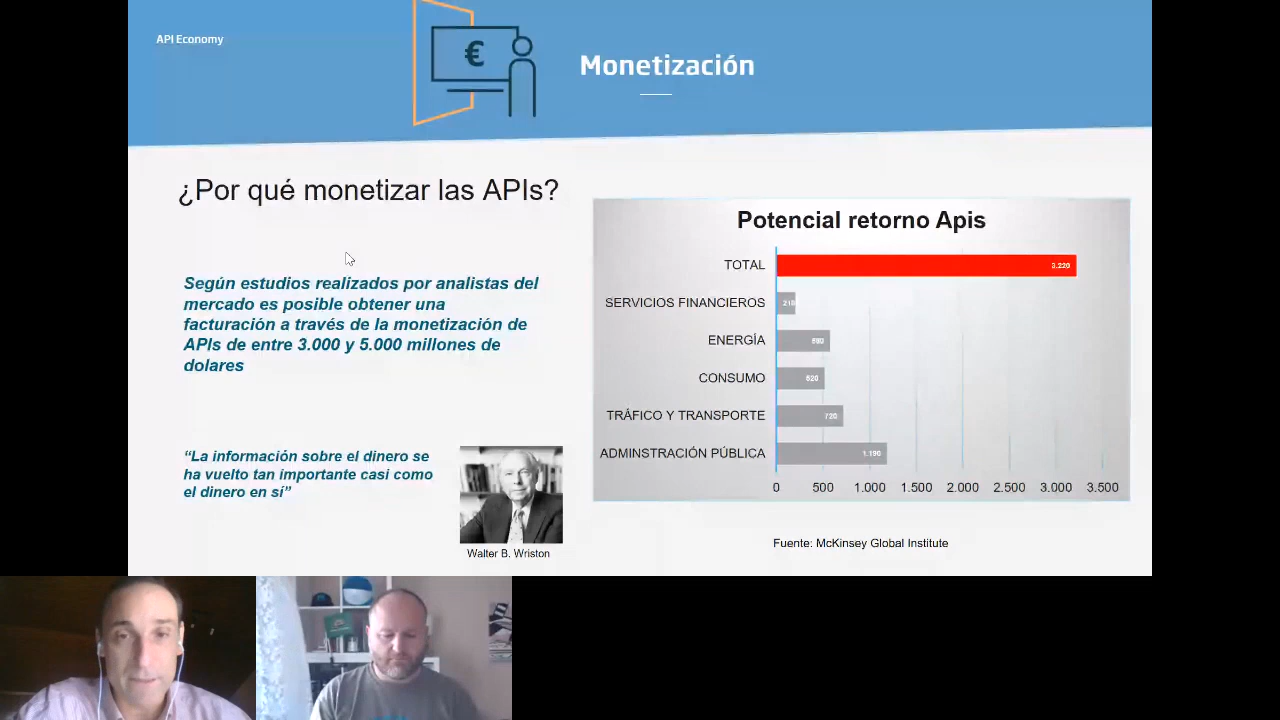 API Economy
€
Monetización
¿Por qué monetizar las APIs?
Según estudios realizados por analistas del
mercado es posible obtener una
facturación a través de la monetización de
APIs de entre 3.000 y 5.000 millones de
dolares
“La información sobre el dinero se
ha vuelto tan importante casi como
el dinero en sí”
Walter B. Wriston
Potencial retorno Apis
TOTAL 3.220
SERVICIOS FINANCIEROS 210
ENERGÍA 580
CONSUMO 520
TRÁFICO Y TRANSPORTE 720
ADMINSTRACIÓN PÚBLICA 1.190
0 500 1.000 1.500 2.000 2.500 3.000 3.500
Fuente: McKinsey Global Institute